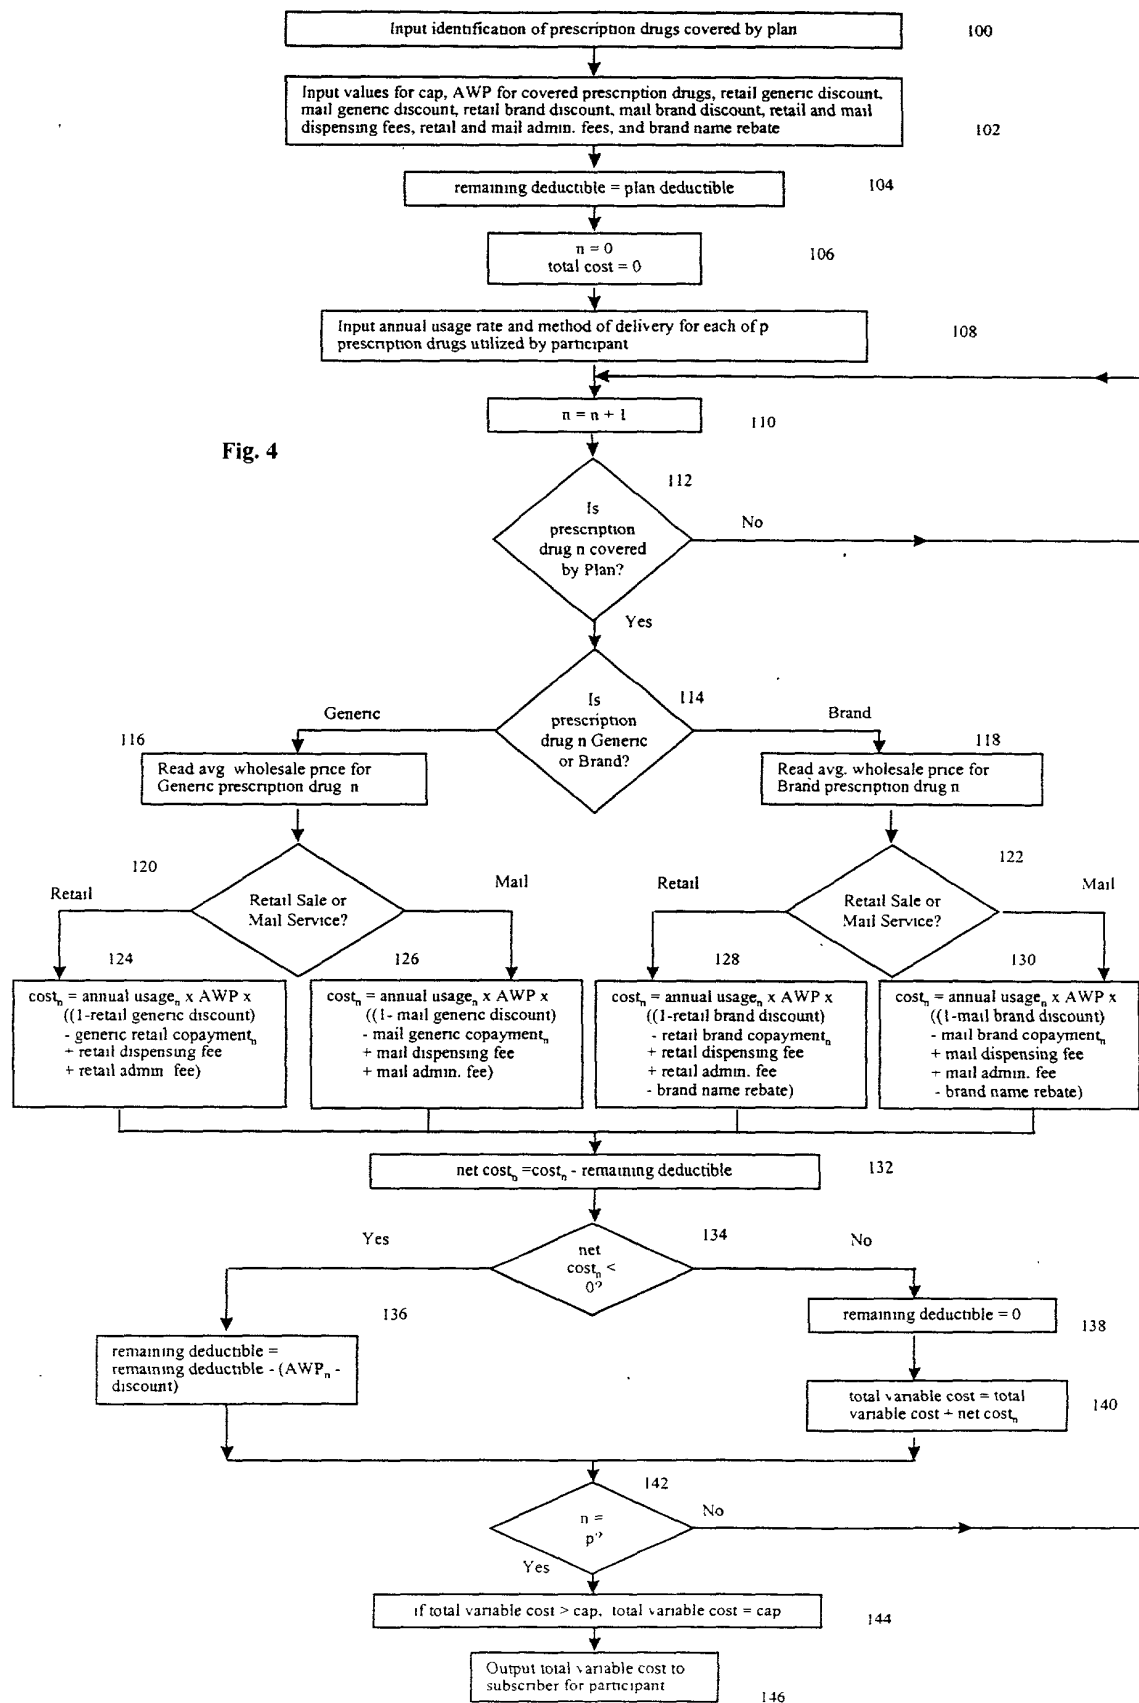 Input identification of prescription drugs covered by plan
100
Input values for cap, AWP for covered prescription drugs, retail generic discount,
mail generic discount, retail brand discount, mail brand discount, retail and mail
dispensing fees, retail and mail admin. fees, and brand name rebate
102
remaining deductible = plan deductible
104
n = 0
total cost = 0
106
Input annual usage rate and method of delivery for each of p
prescription drugs utilized by participant
108
n = n + 1
110
Fig. 4
112
Is
prescription
drug n covered
by Plan?
No
Yes
114
Is
prescription
drug n Generic
or Brand?
Generic
Brand
116
Read avg wholesale price for
Generic prescription drug n
118
Read avg. wholesale price for
Brand prescription drug n
120
Retail
Retail Sale or
Mail Service?
Mail
122
Retail
Retail Sale or
Mail Service?
Mail
124
costₙ = annual usageₙ x AWP x
((1-retail generic discount)
- generic retail copaymentₙ
+ retail dispensing fee
+ retail admin fee)
126
costₙ = annual usageₙ x AWP x
((1- mail generic discount)
- mail generic copaymentₙ
+ mail dispensing fee
+ mail admin. fee)
128
costₙ = annual usageₙ x AWP x
((1-retail brand discount)
- retail brand copaymentₙ
+ retail dispensing fee
+ retail admin. fee
- brand name rebate)
130
costₙ = annual usageₙ x AWP x
((1-mail brand discount)
- mail brand copaymentₙ
+ mail dispensing fee
+ mail admin. fee
- brand name rebate)
net costₙ =costₙ - remaining deductible
132
134
Yes
net
costₙ <
0?
No
136
remaining deductible =
remaining deductible - (AWPₙ -
discount)
remaining deductible = 0
138
total variable cost = total
variable cost + net costₙ
140
142
n =
p?
No
Yes
if total variable cost > cap, total variable cost = cap
144
Output total variable cost to
subscriber for participant
146